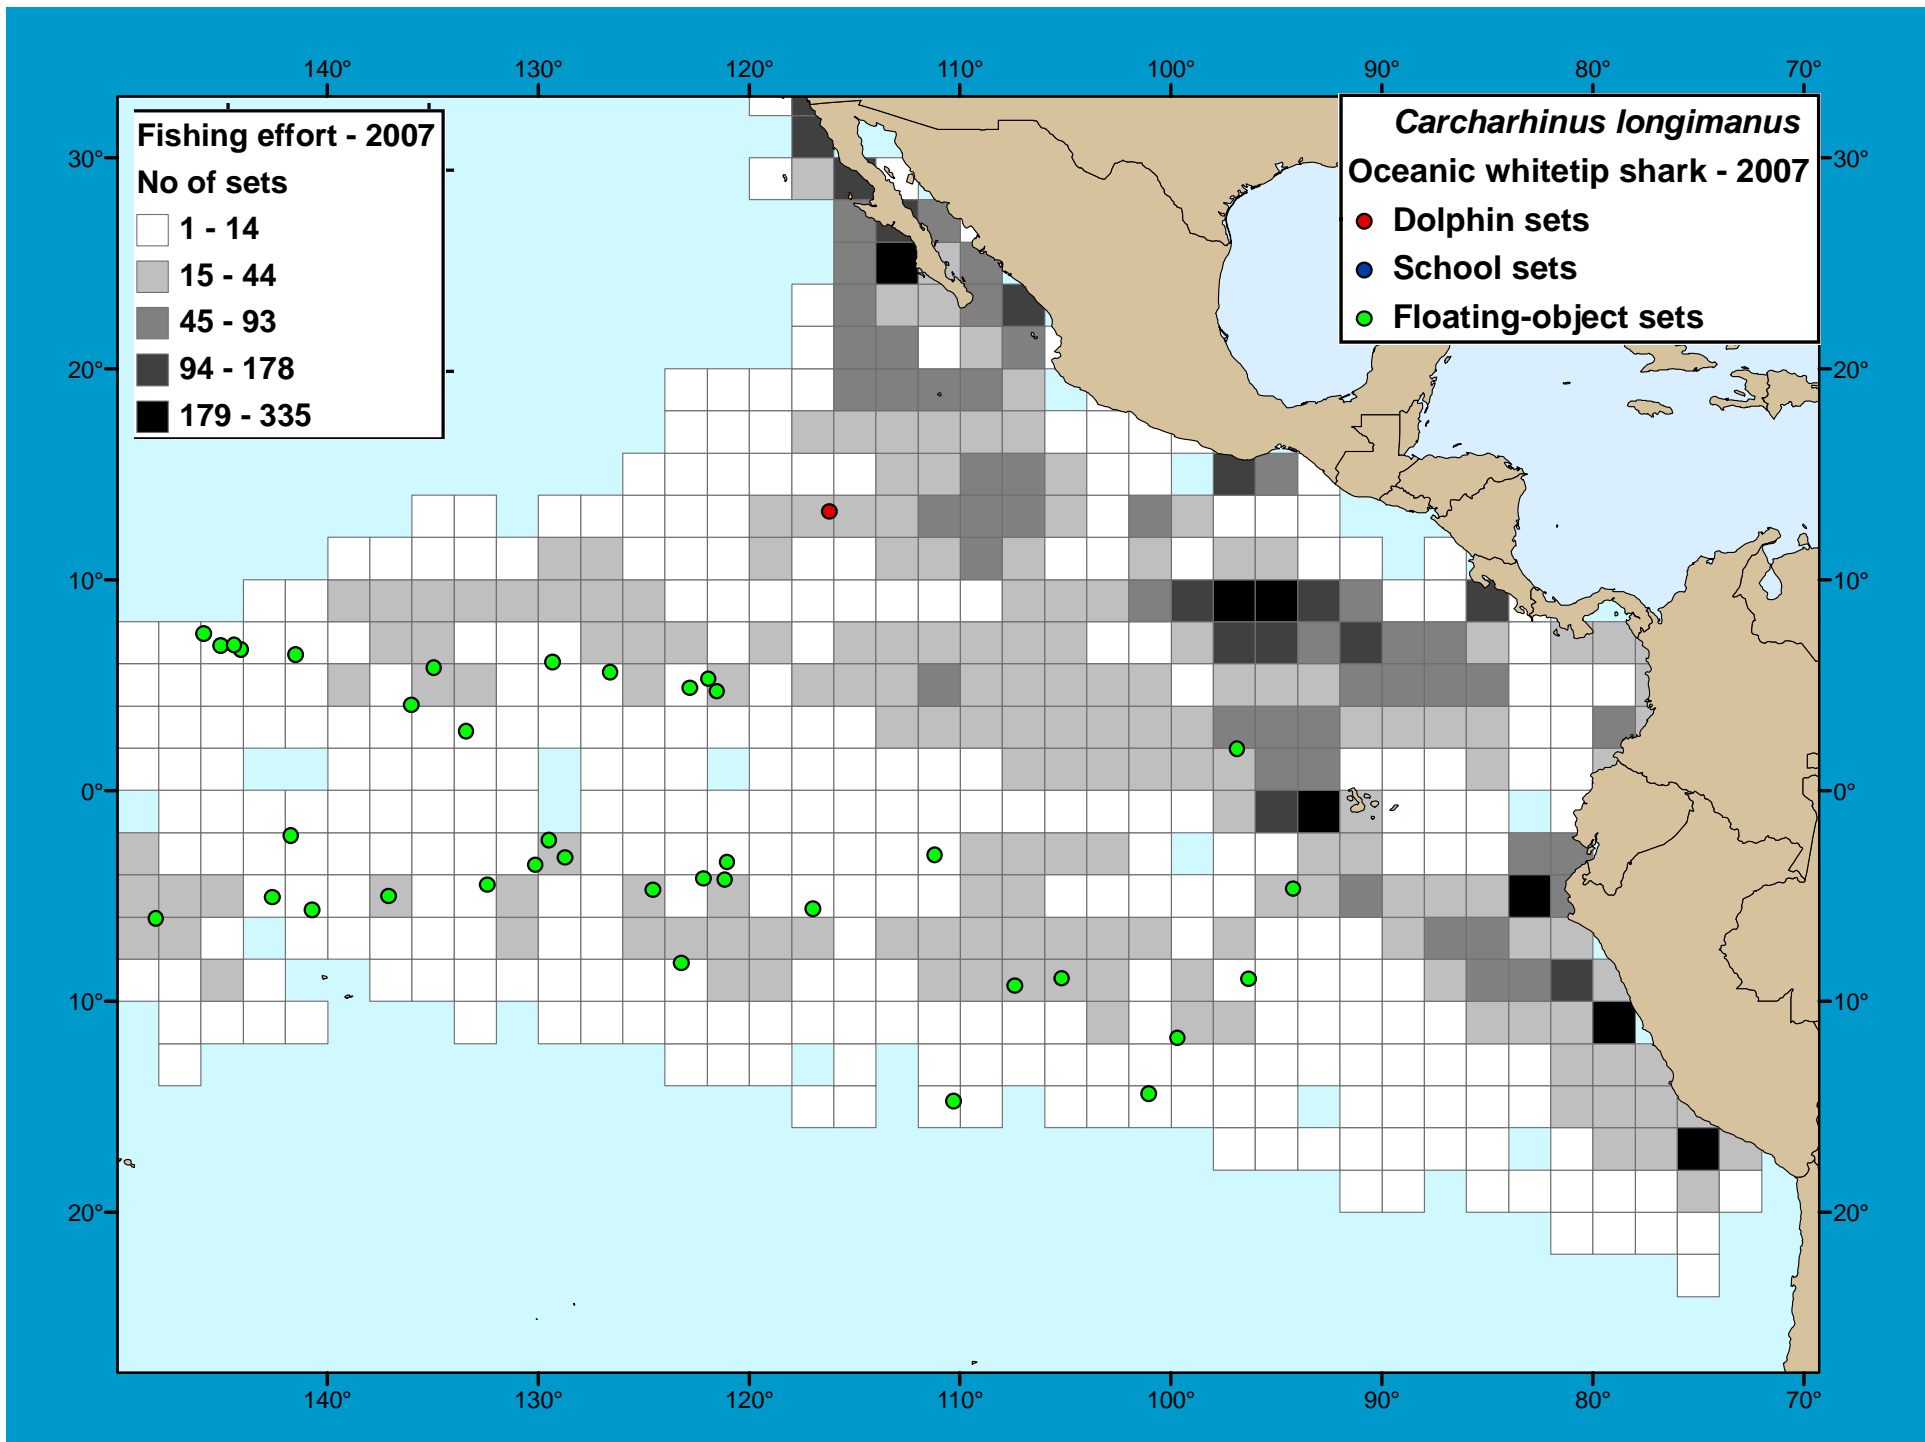 140° 130° 120° 110° 100° 90° 80° 70°
Fishing effort - 2007
No of sets
1 - 14
15 - 44
45 - 93
94 - 178
179 - 335
Carcharhinus longimanus
Oceanic whitetip shark - 2007
Dolphin sets
School sets
Floating-object sets
30° 30°
20° 20°
10° 10°
0° 0°
10° 10°
20° 20°
140° 130° 120° 110° 100° 90° 80° 70°